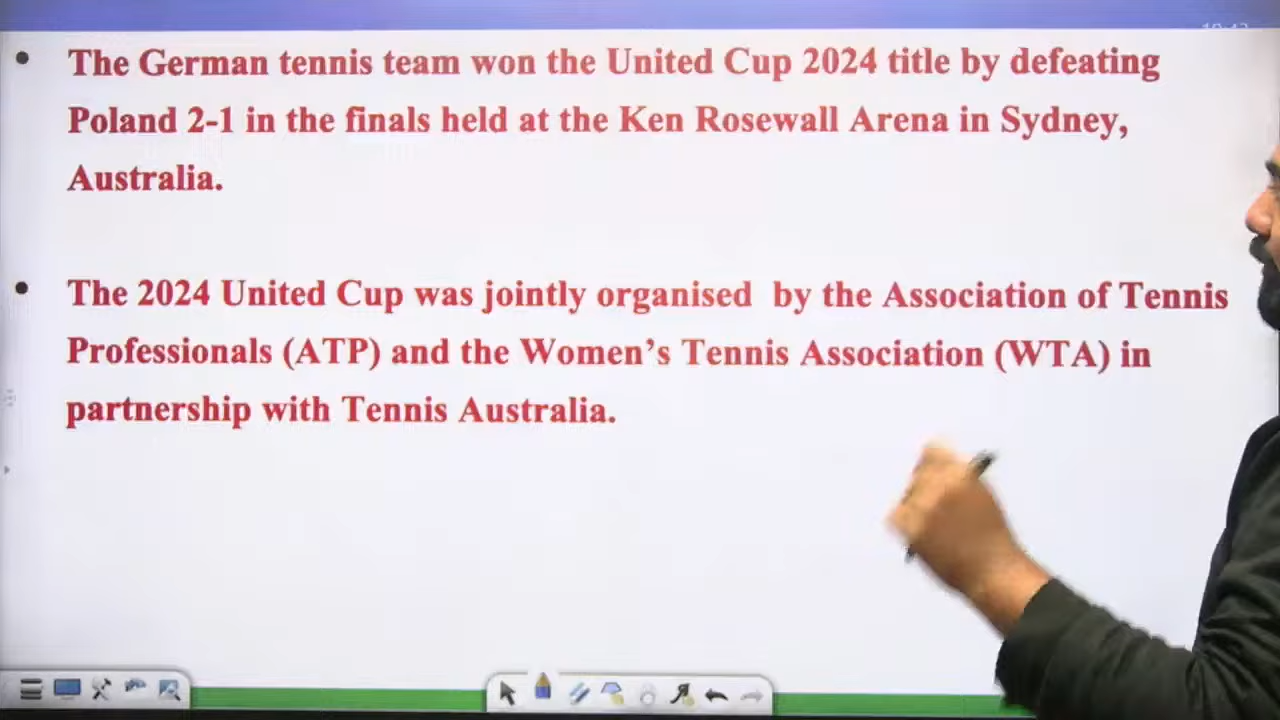 • The German tennis team won the United Cup 2024 title by defeating
Poland 2-1 in the finals held at the Ken Rosewall Arena in Sydney,
Australia.
• The 2024 United Cup was jointly organised by the Association of Tennis
Professionals (ATP) and the Women's Tennis Association (WTA) in
partnership with Tennis Australia.